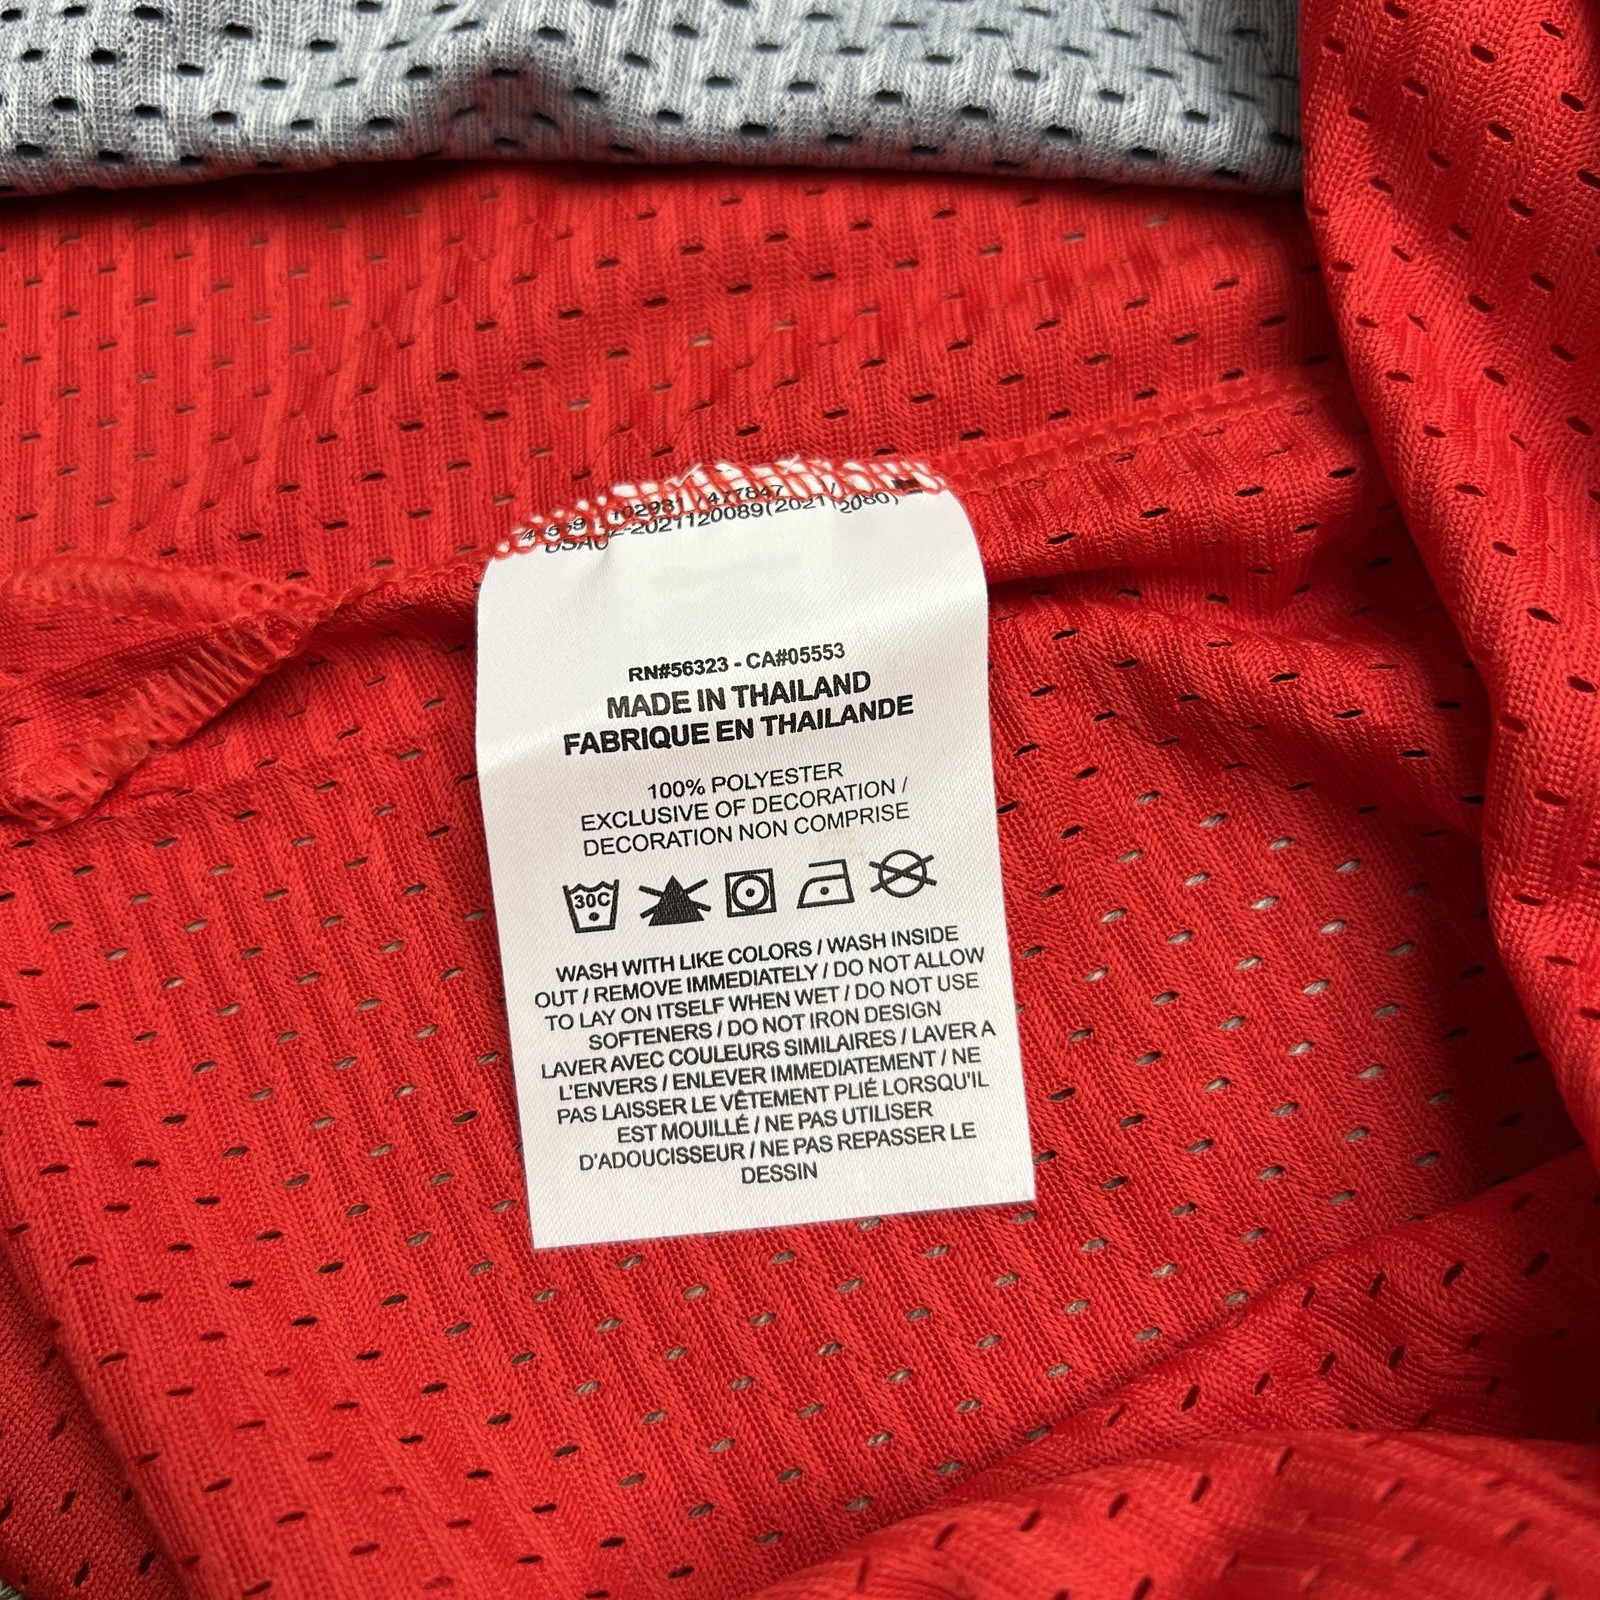 2021120089(2021
RN#56323 - CA#05553
MADE IN THAILAND
FABRIQUE EN THAILANDE
100% POLYESTER
EXCLUSIVE OF DECORATION /
DECORATION NON COMPRISE
30C
WASH WITH LIKE COLORS / WASH INSIDE
OUT / REMOVE IMMEDIATELY / DO NOT ALLOW
TO LAY ON ITSELF WHEN WET / DO NOT USE
SOFTENERS / DO NOT IRON DESIGN
LAVER AVEC COULEURS SIMILAIRES / LAVER A
L'ENVERS / ENLEVER IMMEDIATEMENT / NE
PAS LAISSER LE VÊTEMENT PLIÉ LORSQU'IL
EST MOUILLÉ / NE PAS UTILISER
D'ADOUCISSEUR / NE PAS REPASSER LE
DESSIN